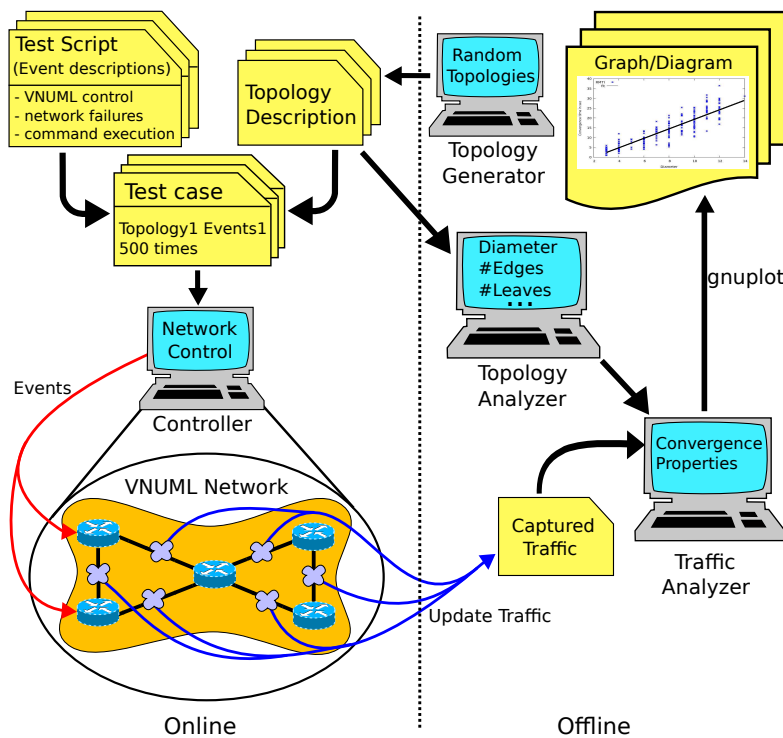 Test Script
(Event descriptions)
- VNUML control
- network failures
- command execution
Topology
Description
Random
Topologies
Topology
Generator
Graph/Diagram
Test case
Topology1 Events1
500 times
Diameter
#Edges
#Leaves
...
Topology
Analyzer
gnuplot
Network
Control
Controller
Events
VNUML Network
Convergence
Properties
Traffic
Analyzer
Captured
Traffic
Update Traffic
Online
Offline